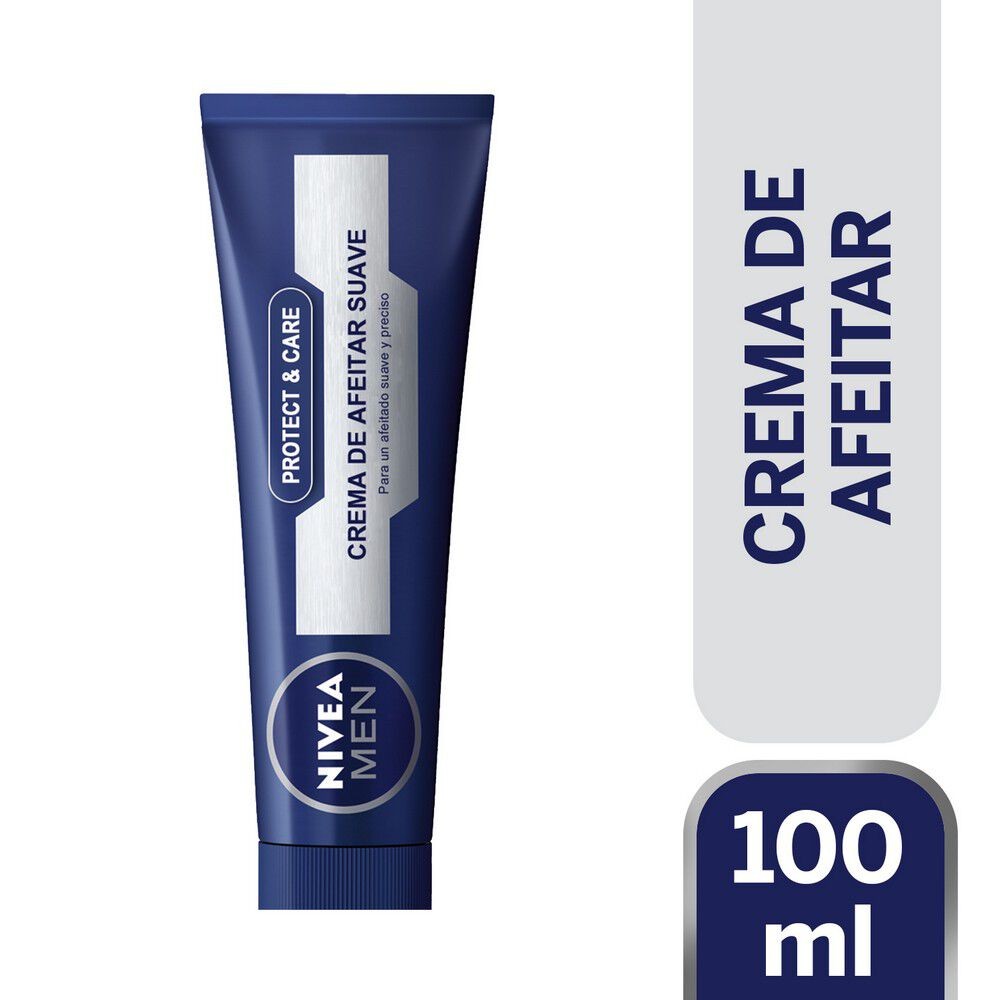 PROTECT & CARE
CREMA DE AFEITAR SUAVE
Para un afeitado suave y preciso
NIVEA
MEN
CREMA DE
AFEITAR
100
ml